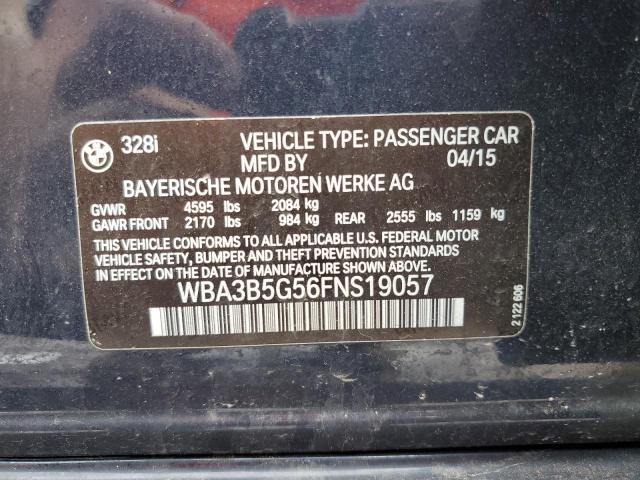 328i VEHICLE TYPE: PASSENGER CAR
MFD BY 04/15
BAYERISCHE MOTOREN WERKE AG
GVWR 4595 lbs 2084 kg
GAWR FRONT 2170 lbs 984 kg REAR 2555 lbs 1159 kg
THIS VEHICLE CONFORMS TO ALL APPLICABLE U.S. FEDERAL MOTOR
VEHICLE SAFETY, BUMPER AND THEFT PREVENTION STANDARDS
IN EFFECT ON THE DATE OF MANUFACTURE SHOWN ABOVE.
WBA3B5G56FNS19057
2 122 606